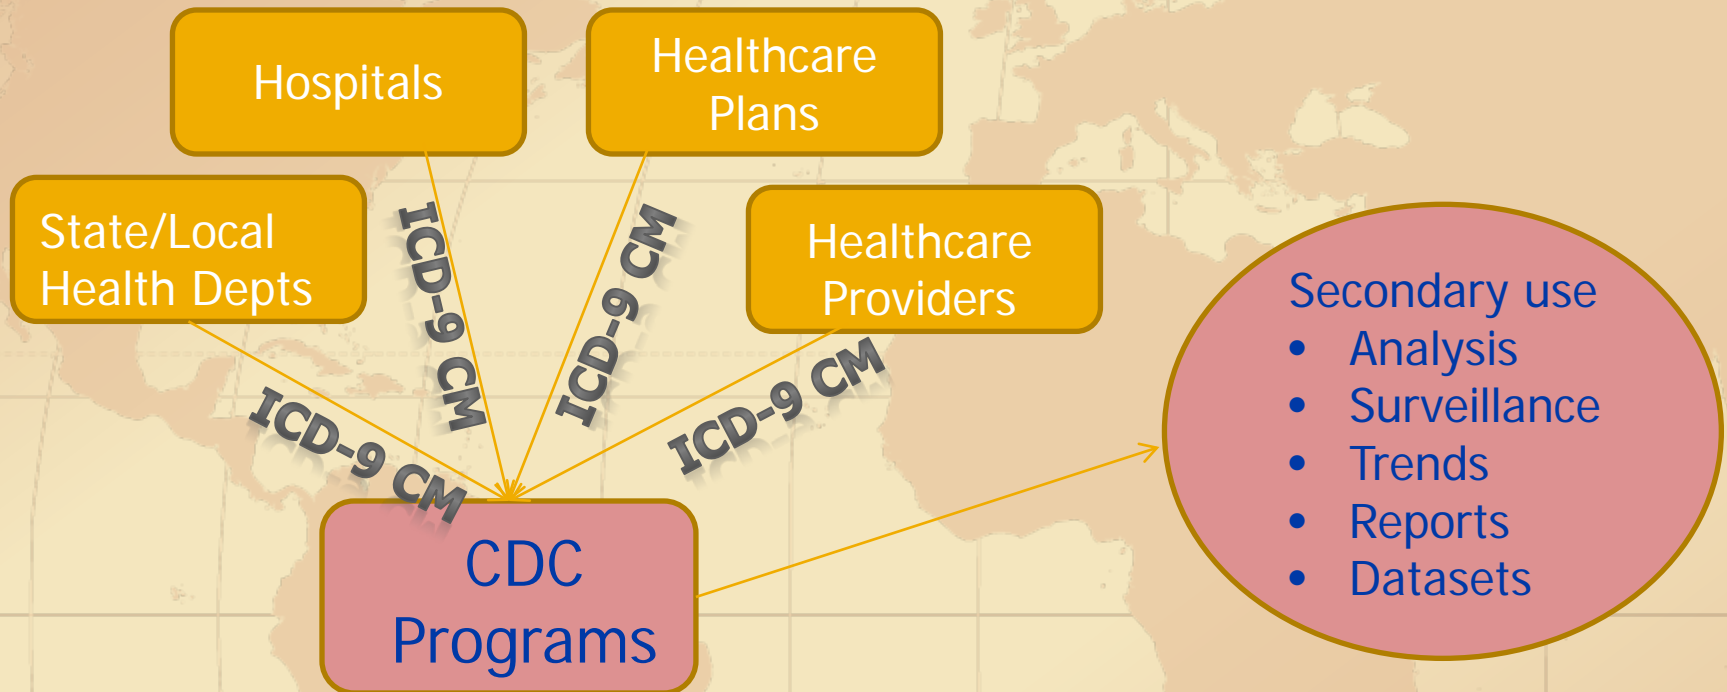 Hospitals
Healthcare
Plans
State/Local
Health Depts
Healthcare
Providers
ICD-9 CM
ICD-9 CM
ICD-9 CM
ICD-9 CM
CDC
Programs
Secondary use
• Analysis
• Surveillance
• Trends
• Reports
• Datasets